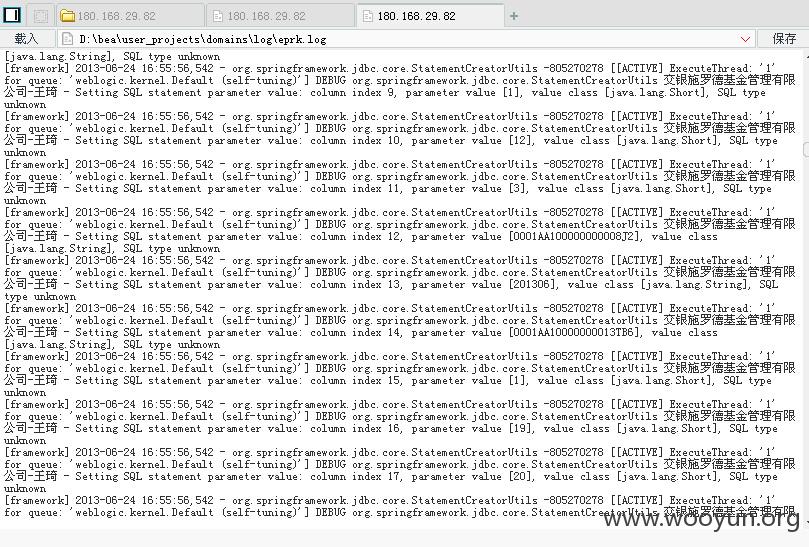 180.168.29.82
180.168.29.82
180.168.29.82
+
载入
D:\bea\user_projects\domains\log\eprk.log
保存
[java.lang.String], SQL type unknown
[framework] 2013-06-24 16:55:56,542 - org.springframework.jdbc.core.StatementCreatorUtils -805270278 [[ACTIVE] ExecuteThread: '1'
for queue: 'weblogic.kernel.Default (self-tuning)'] DEBUG org.springframework.jdbc.core.StatementCreatorUtils 交银施罗德基金管理有限
公司-王琦 - Setting SQL statement parameter value: column index 9, parameter value [1], value class [java.lang.Short], SQL type
unknown
[framework] 2013-06-24 16:55:56,542 - org.springframework.jdbc.core.StatementCreatorUtils -805270278 [[ACTIVE] ExecuteThread: '1'
for queue: 'weblogic.kernel.Default (self-tuning)'] DEBUG org.springframework.jdbc.core.StatementCreatorUtils 交银施罗德基金管理有限
公司-王琦 - Setting SQL statement parameter value: column index 10, parameter value [12], value class [java.lang.Short], SQL type
unknown
[framework] 2013-06-24 16:55:56,542 - org.springframework.jdbc.core.StatementCreatorUtils -805270278 [[ACTIVE] ExecuteThread: '1'
for queue: 'weblogic.kernel.Default (self-tuning)'] DEBUG org.springframework.jdbc.core.StatementCreatorUtils 交银施罗德基金管理有限
公司-王琦 - Setting SQL statement parameter value: column index 11, parameter value [3], value class [java.lang.Short], SQL type
unknown
[framework] 2013-06-24 16:55:56,542 - org.springframework.jdbc.core.StatementCreatorUtils -805270278 [[ACTIVE] ExecuteThread: '1'
for queue: 'weblogic.kernel.Default (self-tuning)'] DEBUG org.springframework.jdbc.core.StatementCreatorUtils 交银施罗德基金管理有限
公司-王琦 - Setting SQL statement parameter value: column index 12, parameter value [0001AA100000000008J2], value class
[java.lang.String], SQL type unknown
[framework] 2013-06-24 16:55:56,542 - org.springframework.jdbc.core.StatementCreatorUtils -805270278 [[ACTIVE] ExecuteThread: '1'
for queue: 'weblogic.kernel.Default (self-tuning)'] DEBUG org.springframework.jdbc.core.StatementCreatorUtils 交银施罗德基金管理有限
公司-王琦 - Setting SQL statement parameter value: column index 13, parameter value [201306], value class [java.lang.String], SQL
type unknown
[framework] 2013-06-24 16:55:56,542 - org.springframework.jdbc.core.StatementCreatorUtils -805270278 [[ACTIVE] ExecuteThread: '1'
for queue: 'weblogic.kernel.Default (self-tuning)'] DEBUG org.springframework.jdbc.core.StatementCreatorUtils 交银施罗德基金管理有限
公司-王琦 - Setting SQL statement parameter value: column index 14, parameter value [0001AA10000000013TB6], value class
[java.lang.String], SQL type unknown
[framework] 2013-06-24 16:55:56,542 - org.springframework.jdbc.core.StatementCreatorUtils -805270278 [[ACTIVE] ExecuteThread: '1'
for queue: 'weblogic.kernel.Default (self-tuning)'] DEBUG org.springframework.jdbc.core.StatementCreatorUtils 交银施罗德基金管理有限
公司-王琦 - Setting SQL statement parameter value: column index 15, parameter value [1], value class [java.lang.Short], SQL type
unknown
[framework] 2013-06-24 16:55:56,542 - org.springframework.jdbc.core.StatementCreatorUtils -805270278 [[ACTIVE] ExecuteThread: '1'
for queue: 'weblogic.kernel.Default (self-tuning)'] DEBUG org.springframework.jdbc.core.StatementCreatorUtils 交银施罗德基金管理有限
公司-王琦 - Setting SQL statement parameter value: column index 16, parameter value [19], value class [java.lang.Short], SQL type
unknown
[framework] 2013-06-24 16:55:56,542 - org.springframework.jdbc.core.StatementCreatorUtils -805270278 [[ACTIVE] ExecuteThread: '1'
for queue: 'weblogic.kernel.Default (self-tuning)'] DEBUG org.springframework.jdbc.core.StatementCreatorUtils 交银施罗德基金管理有限
公司-王琦 - Setting SQL statement parameter value: column index 17, parameter value [20], value class [java.lang.Short], SQL type
unknown
[framework] 2013-06-24 16:55:56,542 - org.springframework.jdbc.core.StatementCreatorUtils -805270278 [[ACTIVE] ExecuteThread: '1'
for queue: 'weblogic.kernel.Default (self-tuning)'] DEBUG org.springframework.jdbc.core.StatementCreatorUtils 交银施罗德基金管理有限
www.wooyun.org